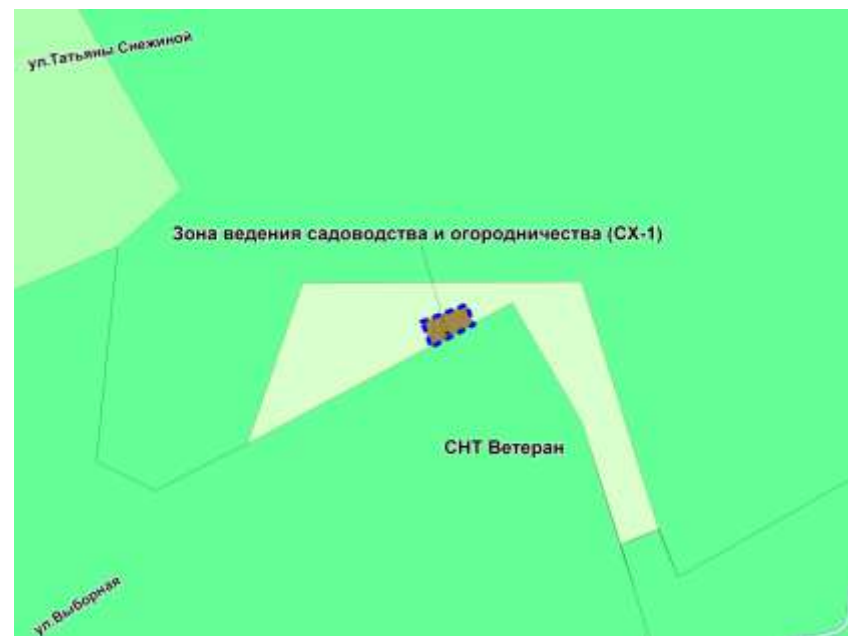 ул.Татьяны Снежиной
Зона ведения садоводства и огородничества (СХ-1)
СНТ Ветеран
ул.Выборная